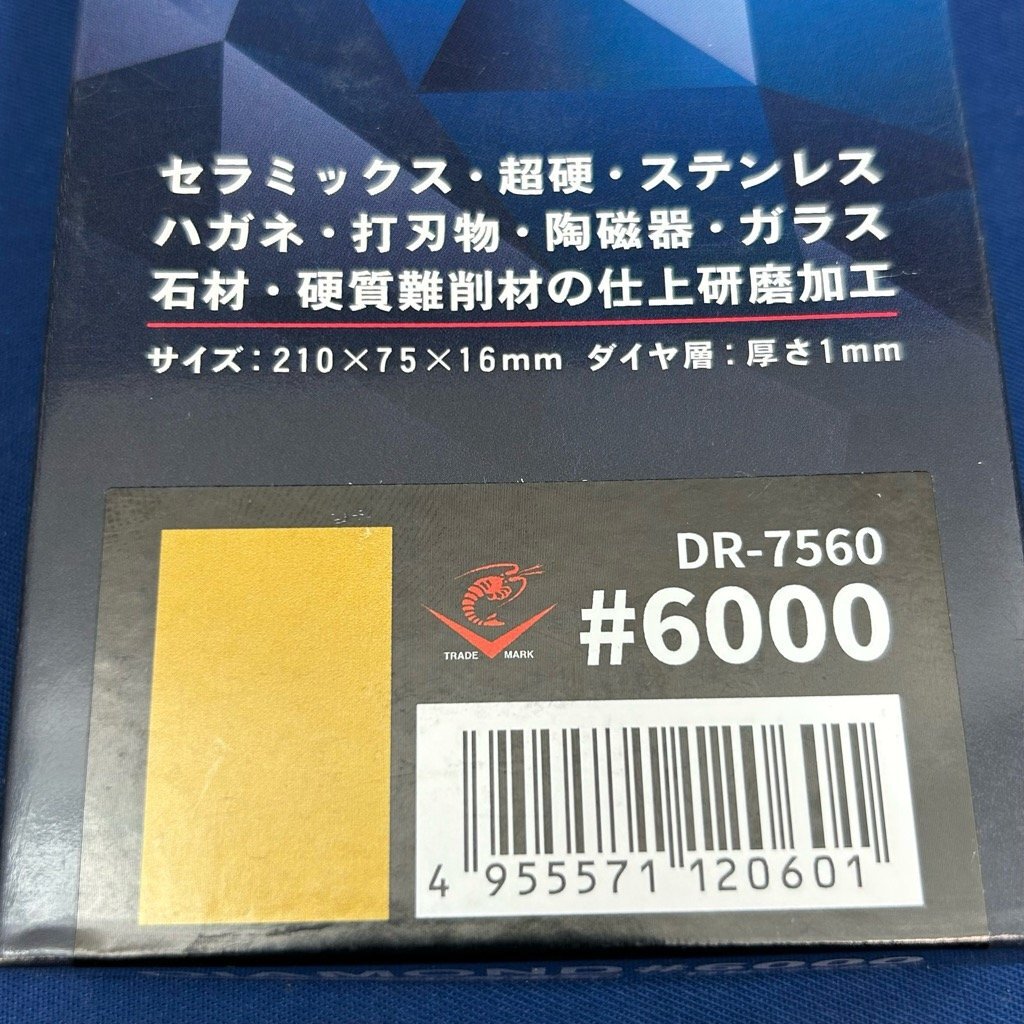 セラミックス・超硬・ステンレス
ハガネ・打刃物・陶磁器・ガラス
石材・硬質難削材の仕上研磨加工
サイズ：210×75×16mm ダイヤ層：厚さ1mm
DR-7560
#6000
TRADE MARK
4 955571 120601
DIAMOND #6000